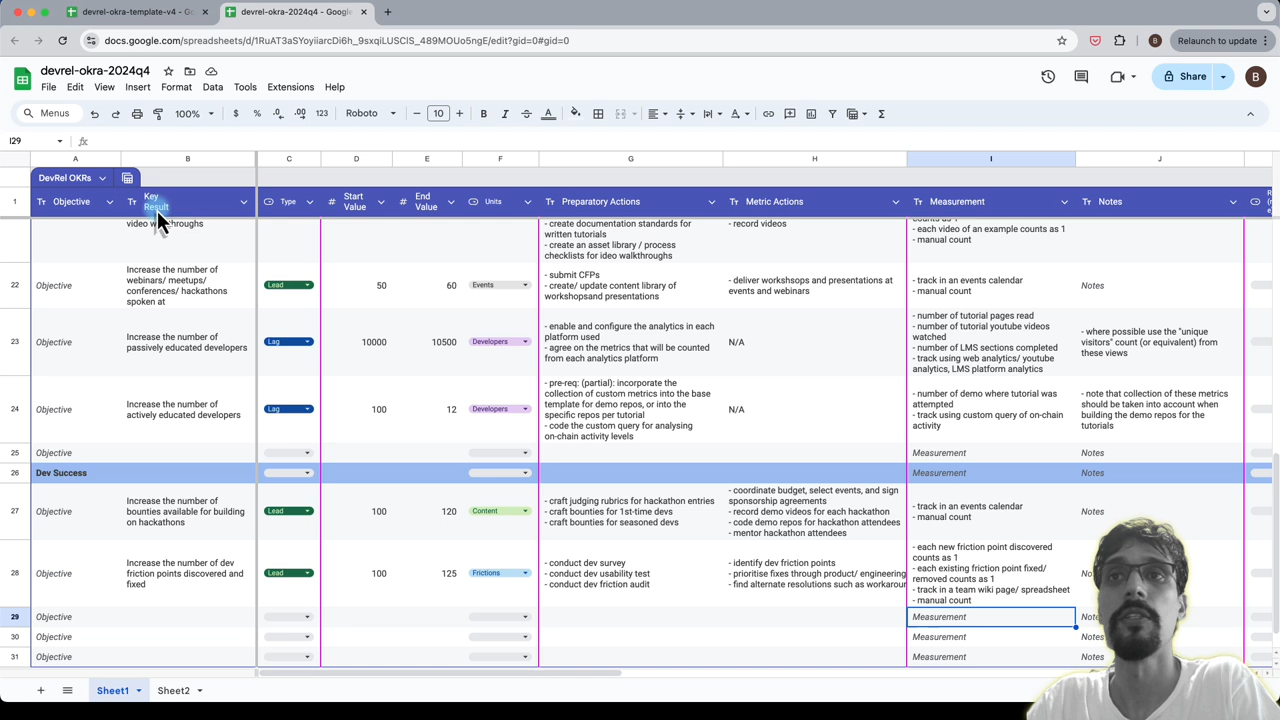 devrel-okra-template-v4 - Go
devrel-okra-2024q4 - Google
docs.google.com/spreadsheets/d/1RuAT3aSYoyiiarcDi6h_9sxqiLUSCIS_489MOUo5ngE/edit?gid=0#gid=0
B
Relaunch to update
devrel-okra-2024q4
File Edit View Insert Format Data Tools Extensions Help
Share
B
Menus
100%
$ % .0 .00 123
Roboto
10
B I A
I29
fx
A B C D E F G H I J
DevRel OKRs
1 Objective Key Result Type Start Value End Value Units Preparatory Actions Metric Actions Measurement Notes
- create documentation standards for
video walkthroughs
written tutorials
- create an asset library / process
checklists for ideo walkthroughs
- record videos
- each video of an example counts as 1
- manual count
22
Objective
Increase the number of
webinars/ meetups/
conferences/ hackathons
spoken at
Lead
50
60
Events
- submit CFPs
- create/ update content library of
workshopsand presentations
- deliver workshsops and presentations at
events and webinars
- track in an events calendar
- manual count
Notes
23
Objective
Increase the number of
passively educated developers
Lag
10000
10500
Developers
- enable and configure the analytics in each
platform used
- agree on the metrics that will be counted
from each analytics platform
N/A
- number of tutorial pages read
- number of tutorial youtube videos
watched
- number of LMS sections completed
- track using web analytics/ youtube
analytics, LMS platform analytics
- where possible use the "unique
visitors" count (or equivalent) from
these views
24
Objective
Increase the number of
actively educated developers
Lag
100
12
Developers
- pre-req: (partial): incorporate the
collection of custom metrics into the base
template for demo repos, or into the
specific repos per tutorial
- code the custom query for analysing
on-chain activity levels
N/A
- number of demo where tutorial was
attempted
- track using custom query of on-chain
activity
- note that collection of these metrics
should be taken into account when
building the demo repos for the
tutorials
25 Objective Measurement Notes
26 Dev Success Measurement Notes
27
Objective
Increase the number of
bounties available for building
on hackathons
Lead
100
120
Content
- craft judging rubrics for hackathon entries
- craft bounties for 1st-time devs
- craft bounties for seasoned devs
- coordinate budget, select events, and sign
sponsorship agreements
- record demo videos for each hackathon
- code demo repos for hackathon attendees
- mentor hackathon attendees
- track in an events calendar
- manual count
Notes
28
Objective
Increase the number of dev
friction points discovered and
fixed
Lead
100
125
Frictions
- conduct dev survey
- conduct dev usability test
- conduct dev friction audit
- identify dev friction points
- prioritise fixes through product/ engineering
- find alternate resolutions such as workarour
- each new friction point discovered
counts as 1
- each existing friction point fixed/
removed counts as 1
- track in a team wiki page/ spreadsheet
- manual count
29 Objective Measurement
30 Objective Measurement
31 Objective Measurement
Sheet1
Sheet2